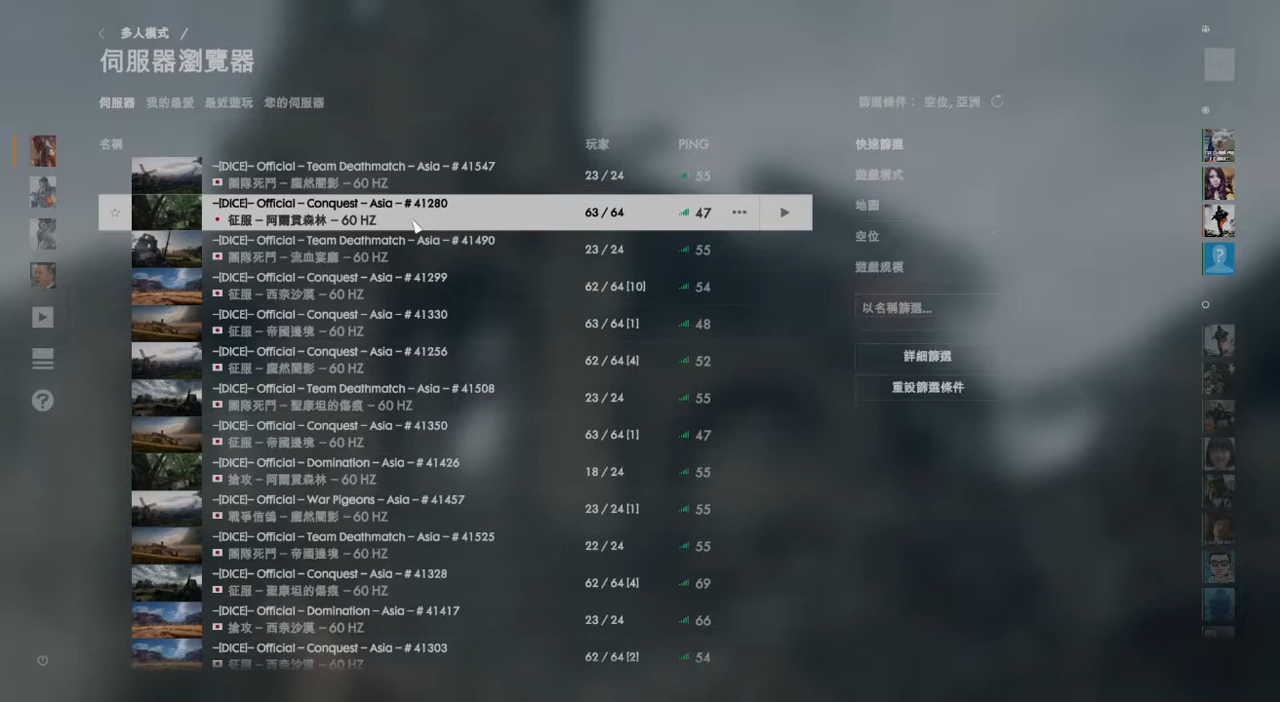 多人模式 /
伺服器瀏覽器
伺服器 我的最愛 最近遊玩 您的伺服器
篩選條件： 空位, 亞洲
名稱 玩家 PING
快速篩選
遊戲模式
地圖
空位
遊戲規模
以名稱篩選...
詳細篩選
重設篩選條件
–[DICE]– Official – Team Deathmatch – Asia – # 41547
團隊死鬥 – 龐然闇影 – 60 HZ
23 / 24 55
–[DICE]– Official – Conquest – Asia – # 41280
征服 – 阿爾貢森林 – 60 HZ
63 / 64 47
–[DICE]– Official – Team Deathmatch – Asia – # 41490
團隊死鬥 – 流血宴廳 – 60 HZ
23 / 24 55
–[DICE]– Official – Conquest – Asia – # 41299
征服 – 西奈沙漠 – 60 HZ
62 / 64 [10] 54
–[DICE]– Official – Conquest – Asia – # 41330
征服 – 帝國邊境 – 60 HZ
63 / 64 [1] 48
–[DICE]– Official – Conquest – Asia – # 41256
征服 – 龐然闇影 – 60 HZ
62 / 64 [4] 52
–[DICE]– Official – Team Deathmatch – Asia – # 41508
團隊死鬥 – 聖康坦的傷痕 – 60 HZ
23 / 24 55
–[DICE]– Official – Conquest – Asia – # 41350
征服 – 帝國邊境 – 60 HZ
63 / 64 [1] 47
–[DICE]– Official – Domination – Asia – # 41426
搶攻 – 阿爾貢森林 – 60 HZ
18 / 24 55
–[DICE]– Official – War Pigeons – Asia – # 41457
戰爭信鴿 – 龐然闇影 – 60 HZ
23 / 24 [1] 55
–[DICE]– Official – Team Deathmatch – Asia – # 41525
團隊死鬥 – 帝國邊境 – 60 HZ
22 / 24 55
–[DICE]– Official – Conquest – Asia – # 41328
征服 – 聖康坦的傷痕 – 60 HZ
62 / 64 [4] 69
–[DICE]– Official – Domination – Asia – # 41417
搶攻 – 西奈沙漠 – 60 HZ
23 / 24 66
–[DICE]– Official – Conquest – Asia – # 41303
征服 – 西奈沙漠 – 60 HZ
62 / 64 [2] 54